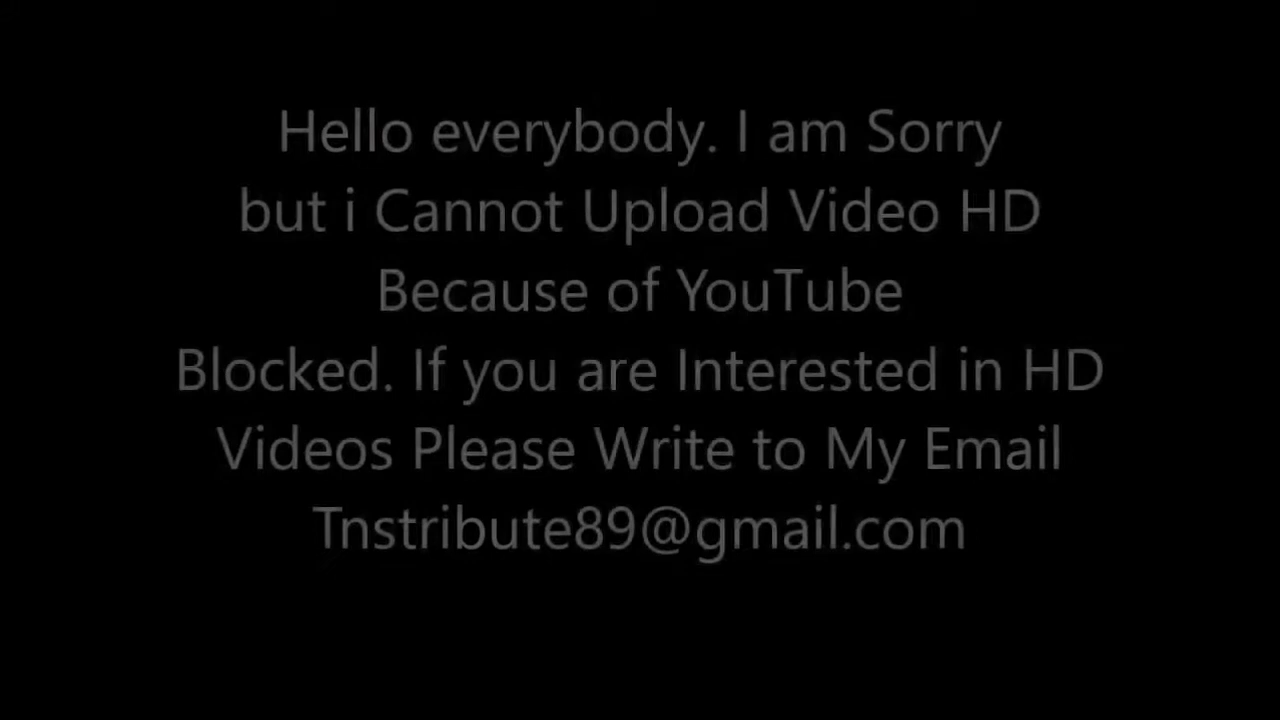 Hello everybody. I am Sorry
but i Cannot Upload Video HD
Because of YouTube
Blocked. If you are Interested in HD
Videos Please Write to My Email
Tnstribute89@gmail.com